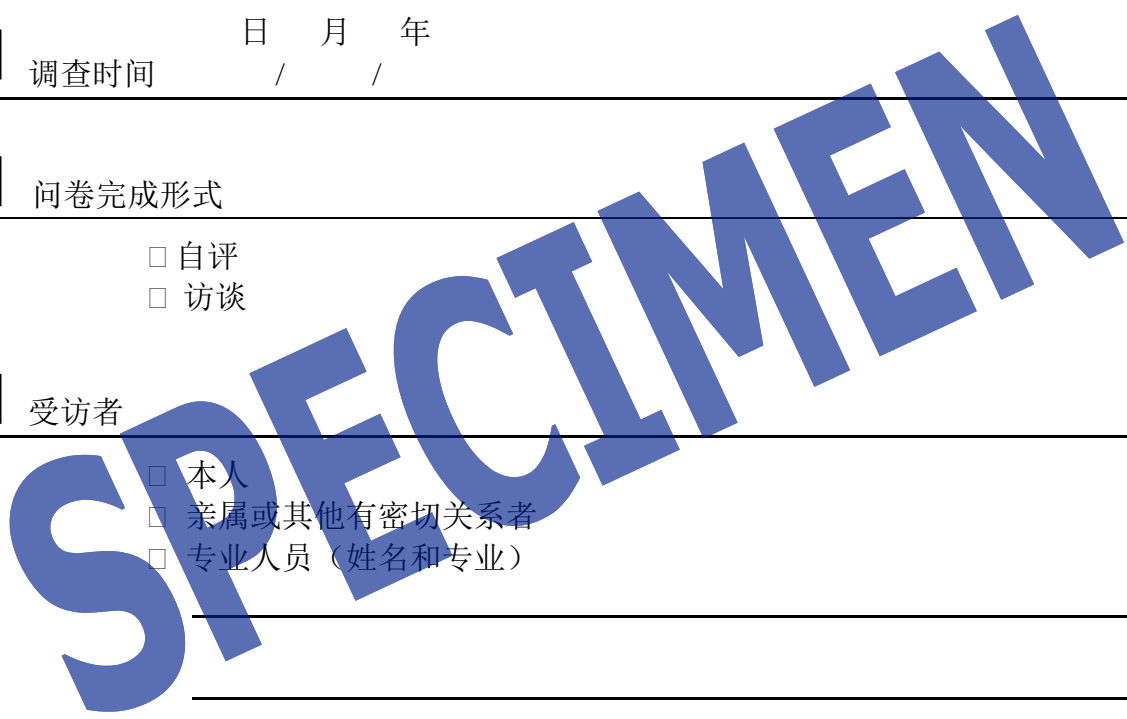 日 月 年
调查时间 / /
问卷完成形式
□ 自评
□ 访谈
受访者
□ 本人
□ 亲属或其他有密切关系者
□ 专业人员（姓名和专业）
SPECIMEN